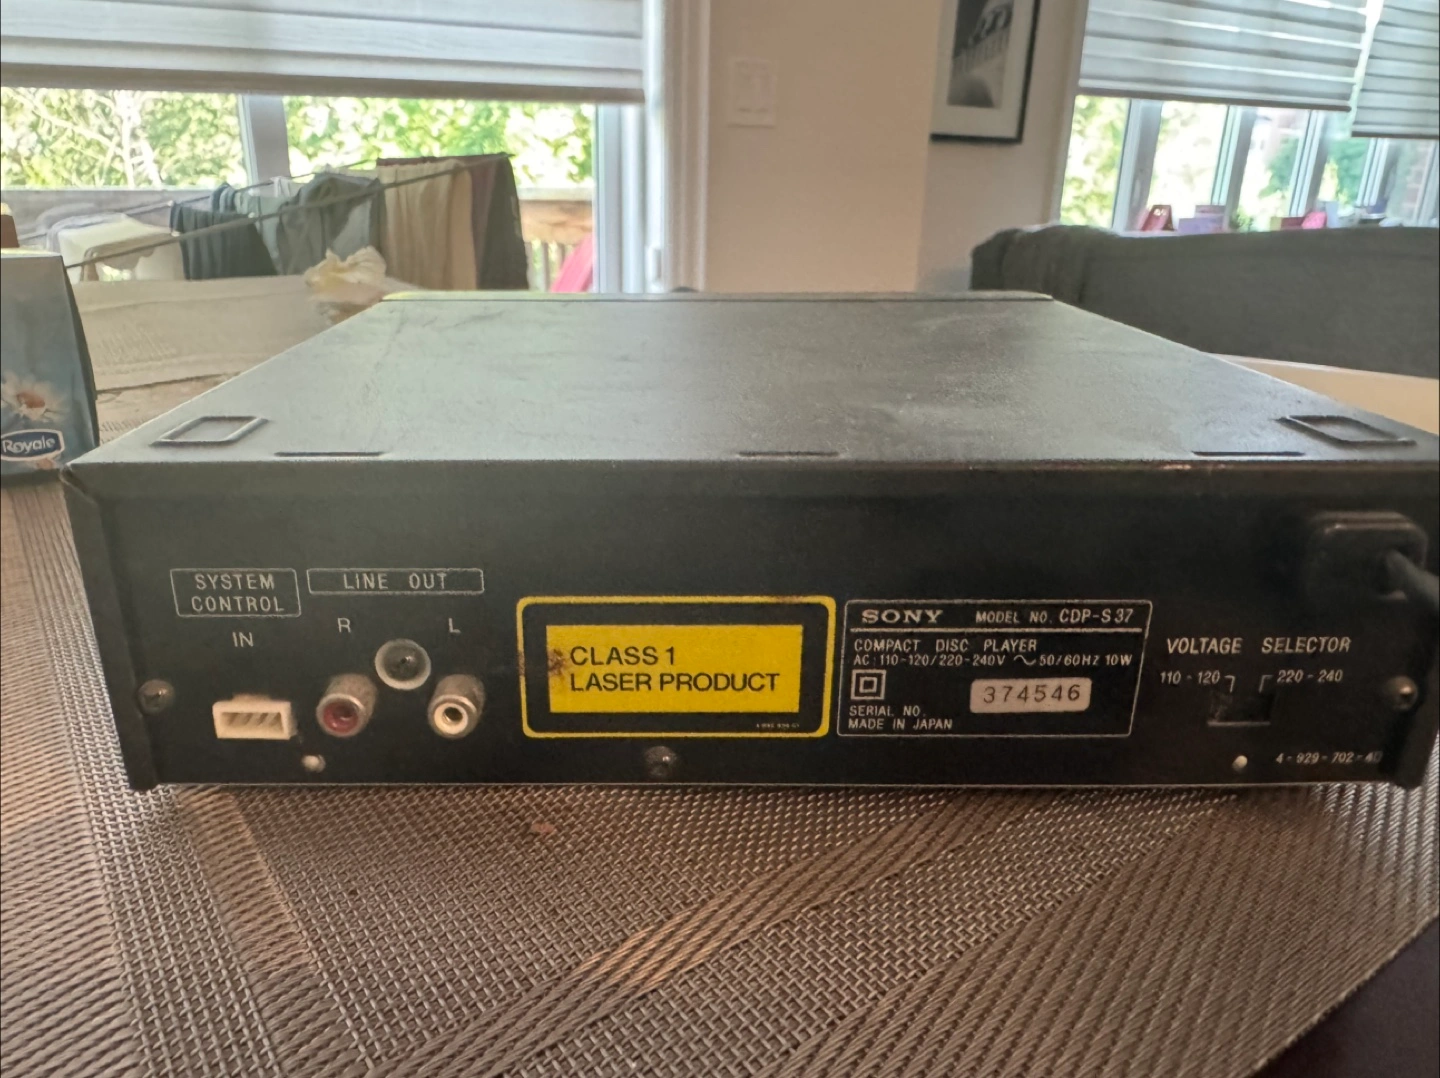 Royale
SYSTEM
CONTROL
LINE OUT
IN
R
L
CLASS 1
LASER PRODUCT
SONY MODEL NO. CDP-S37
COMPACT DISC PLAYER
AC: 110-120/220-240V ~ 50/60HZ 10W
374546
SERIAL NO.
MADE IN JAPAN
VOLTAGE SELECTOR
110-120 220-240
4-929-702-